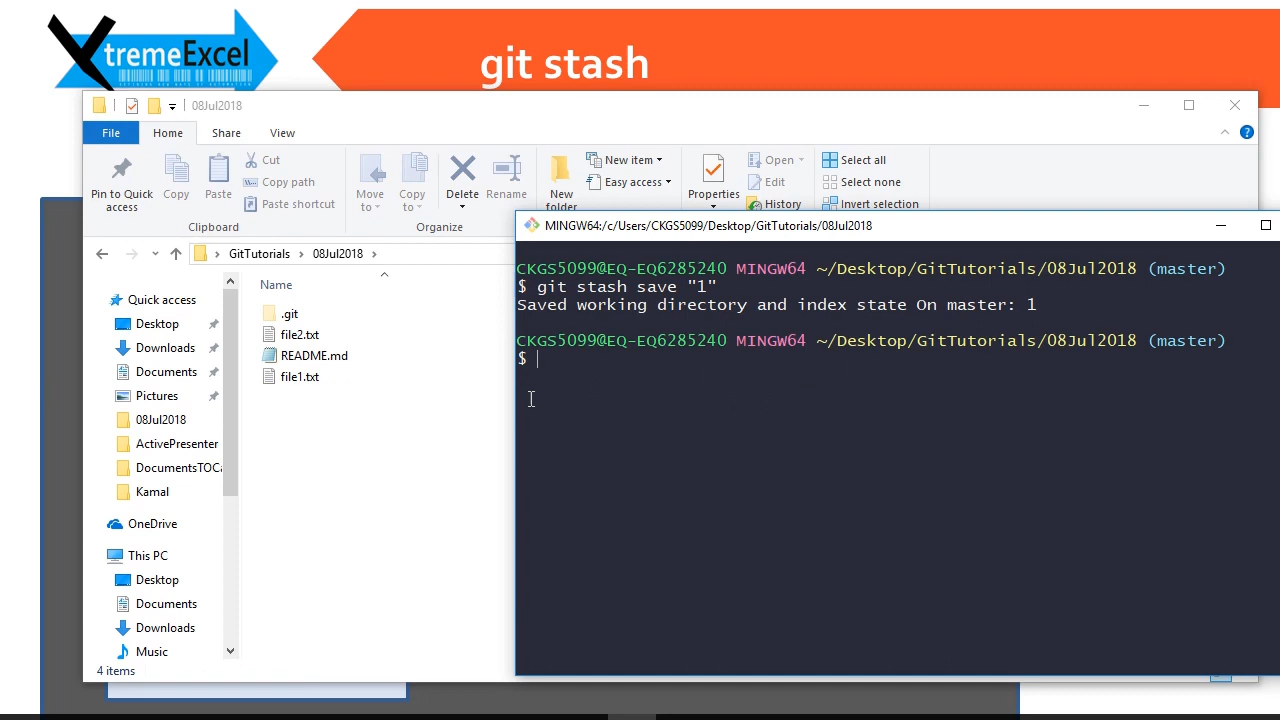 XtremeExcel
git stash
08Jul2018
File
Home
Share
View
Pin to Quick
access
Copy
Paste
Cut
Copy path
Paste shortcut
Move
to
Copy
to
Delete
Rename
New
folder
New item
Easy access
Properties
Open
Edit
History
Select all
Select none
Invert selection
Clipboard
Organize
GitTutorials > 08Jul2018 >
Quick access
Desktop
Downloads
Documents
Pictures
08Jul2018
ActivePresenter
DocumentsTOCa
Kamal
OneDrive
This PC
Desktop
Documents
Downloads
Music
Name
.git
file2.txt
README.md
file1.txt
4 items
MINGW64:/c/Users/CKGS5099/Desktop/GitTutorials/08Jul2018
CKGS5099@EQ-EQ6285240 MINGW64 ~/Desktop/GitTutorials/08Jul2018 (master)
$ git stash save "1"
Saved working directory and index state On master: 1
CKGS5099@EQ-EQ6285240 MINGW64 ~/Desktop/GitTutorials/08Jul2018 (master)
$